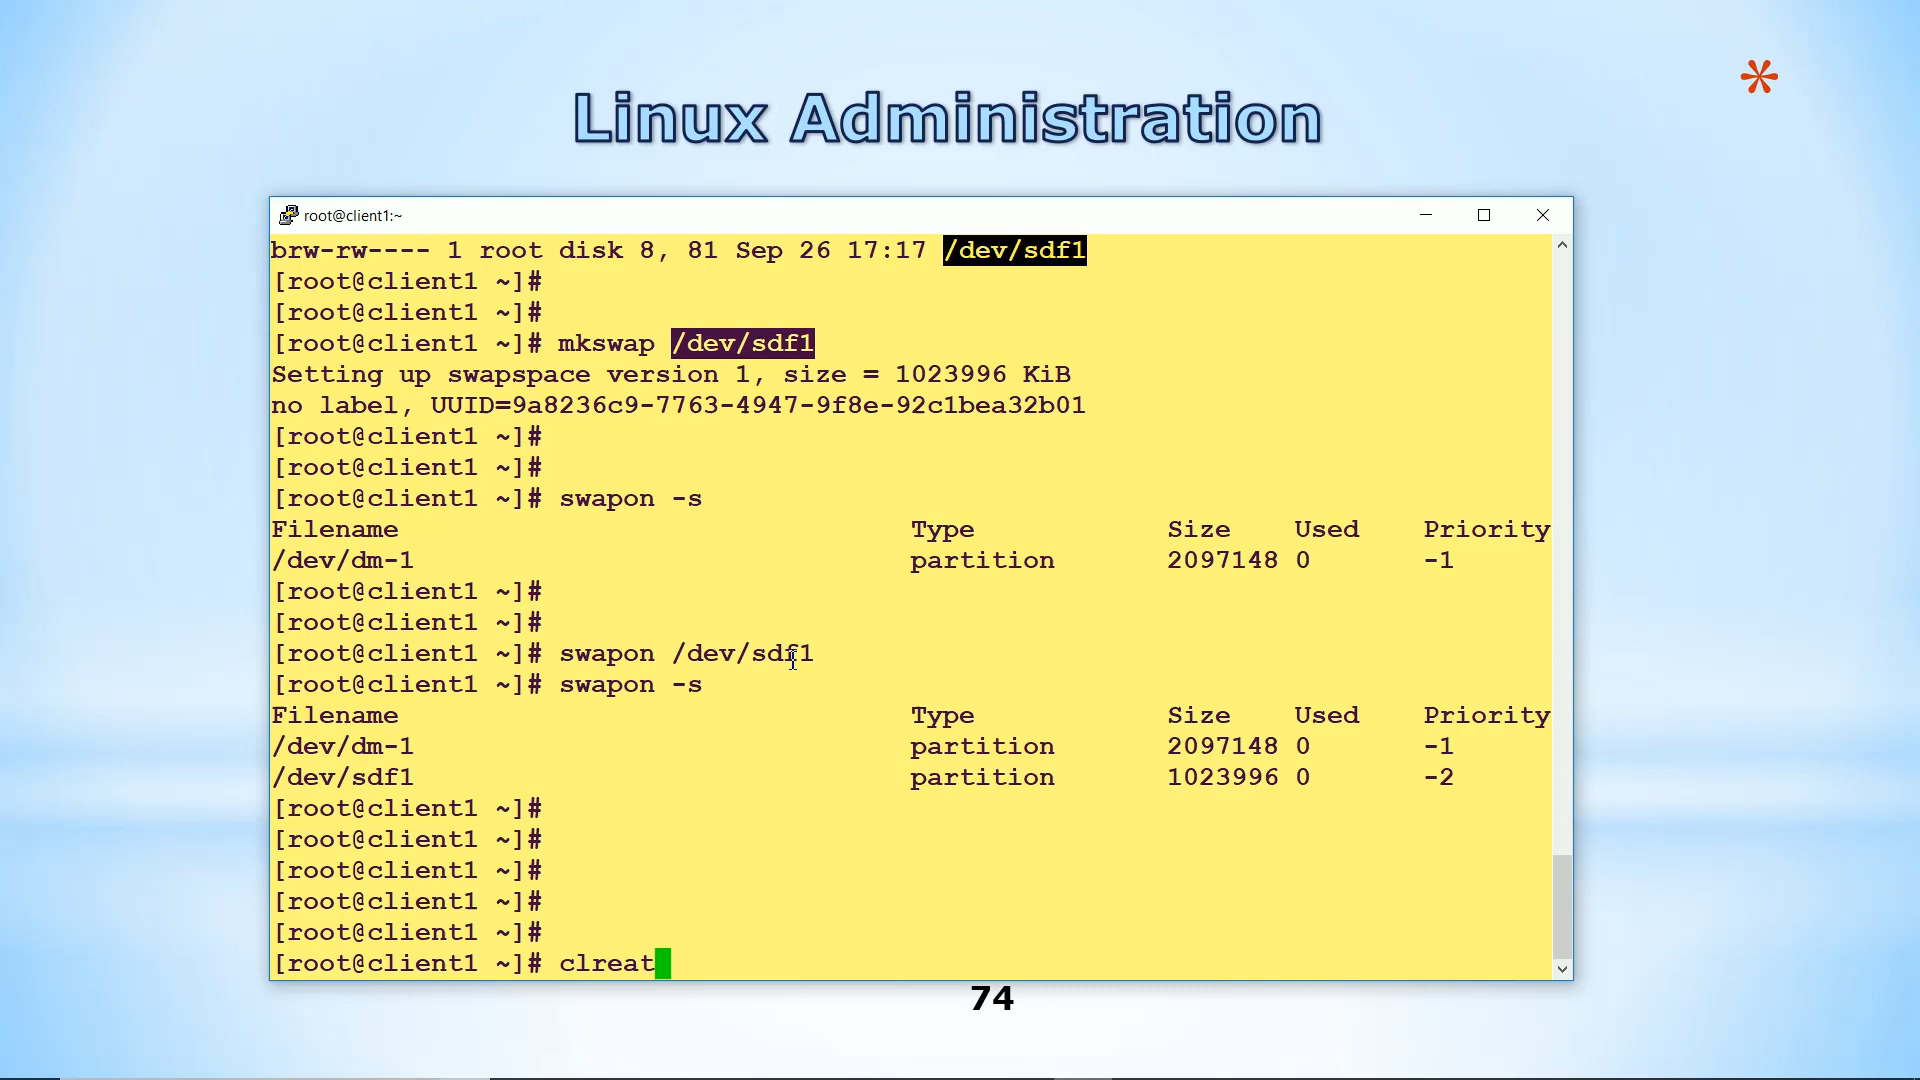 *
Linux Administration
root@client1:~
brw-rw---- 1 root disk 8, 81 Sep 26 17:17 /dev/sdf1
[root@client1 ~]#
[root@client1 ~]#
[root@client1 ~]# mkswap /dev/sdf1
Setting up swapspace version 1, size = 1023996 KiB
no label, UUID=9a8236c9-7763-4947-9f8e-92c1bea32b01
[root@client1 ~]#
[root@client1 ~]#
[root@client1 ~]# swapon -s
Filename Type Size Used Priority
/dev/dm-1 partition 2097148 0 -1
[root@client1 ~]#
[root@client1 ~]#
[root@client1 ~]# swapon /dev/sdf1
[root@client1 ~]# swapon -s
Filename Type Size Used Priority
/dev/dm-1 partition 2097148 0 -1
/dev/sdf1 partition 1023996 0 -2
[root@client1 ~]#
[root@client1 ~]#
[root@client1 ~]#
[root@client1 ~]#
[root@client1 ~]#
[root@client1 ~]# clreat
74